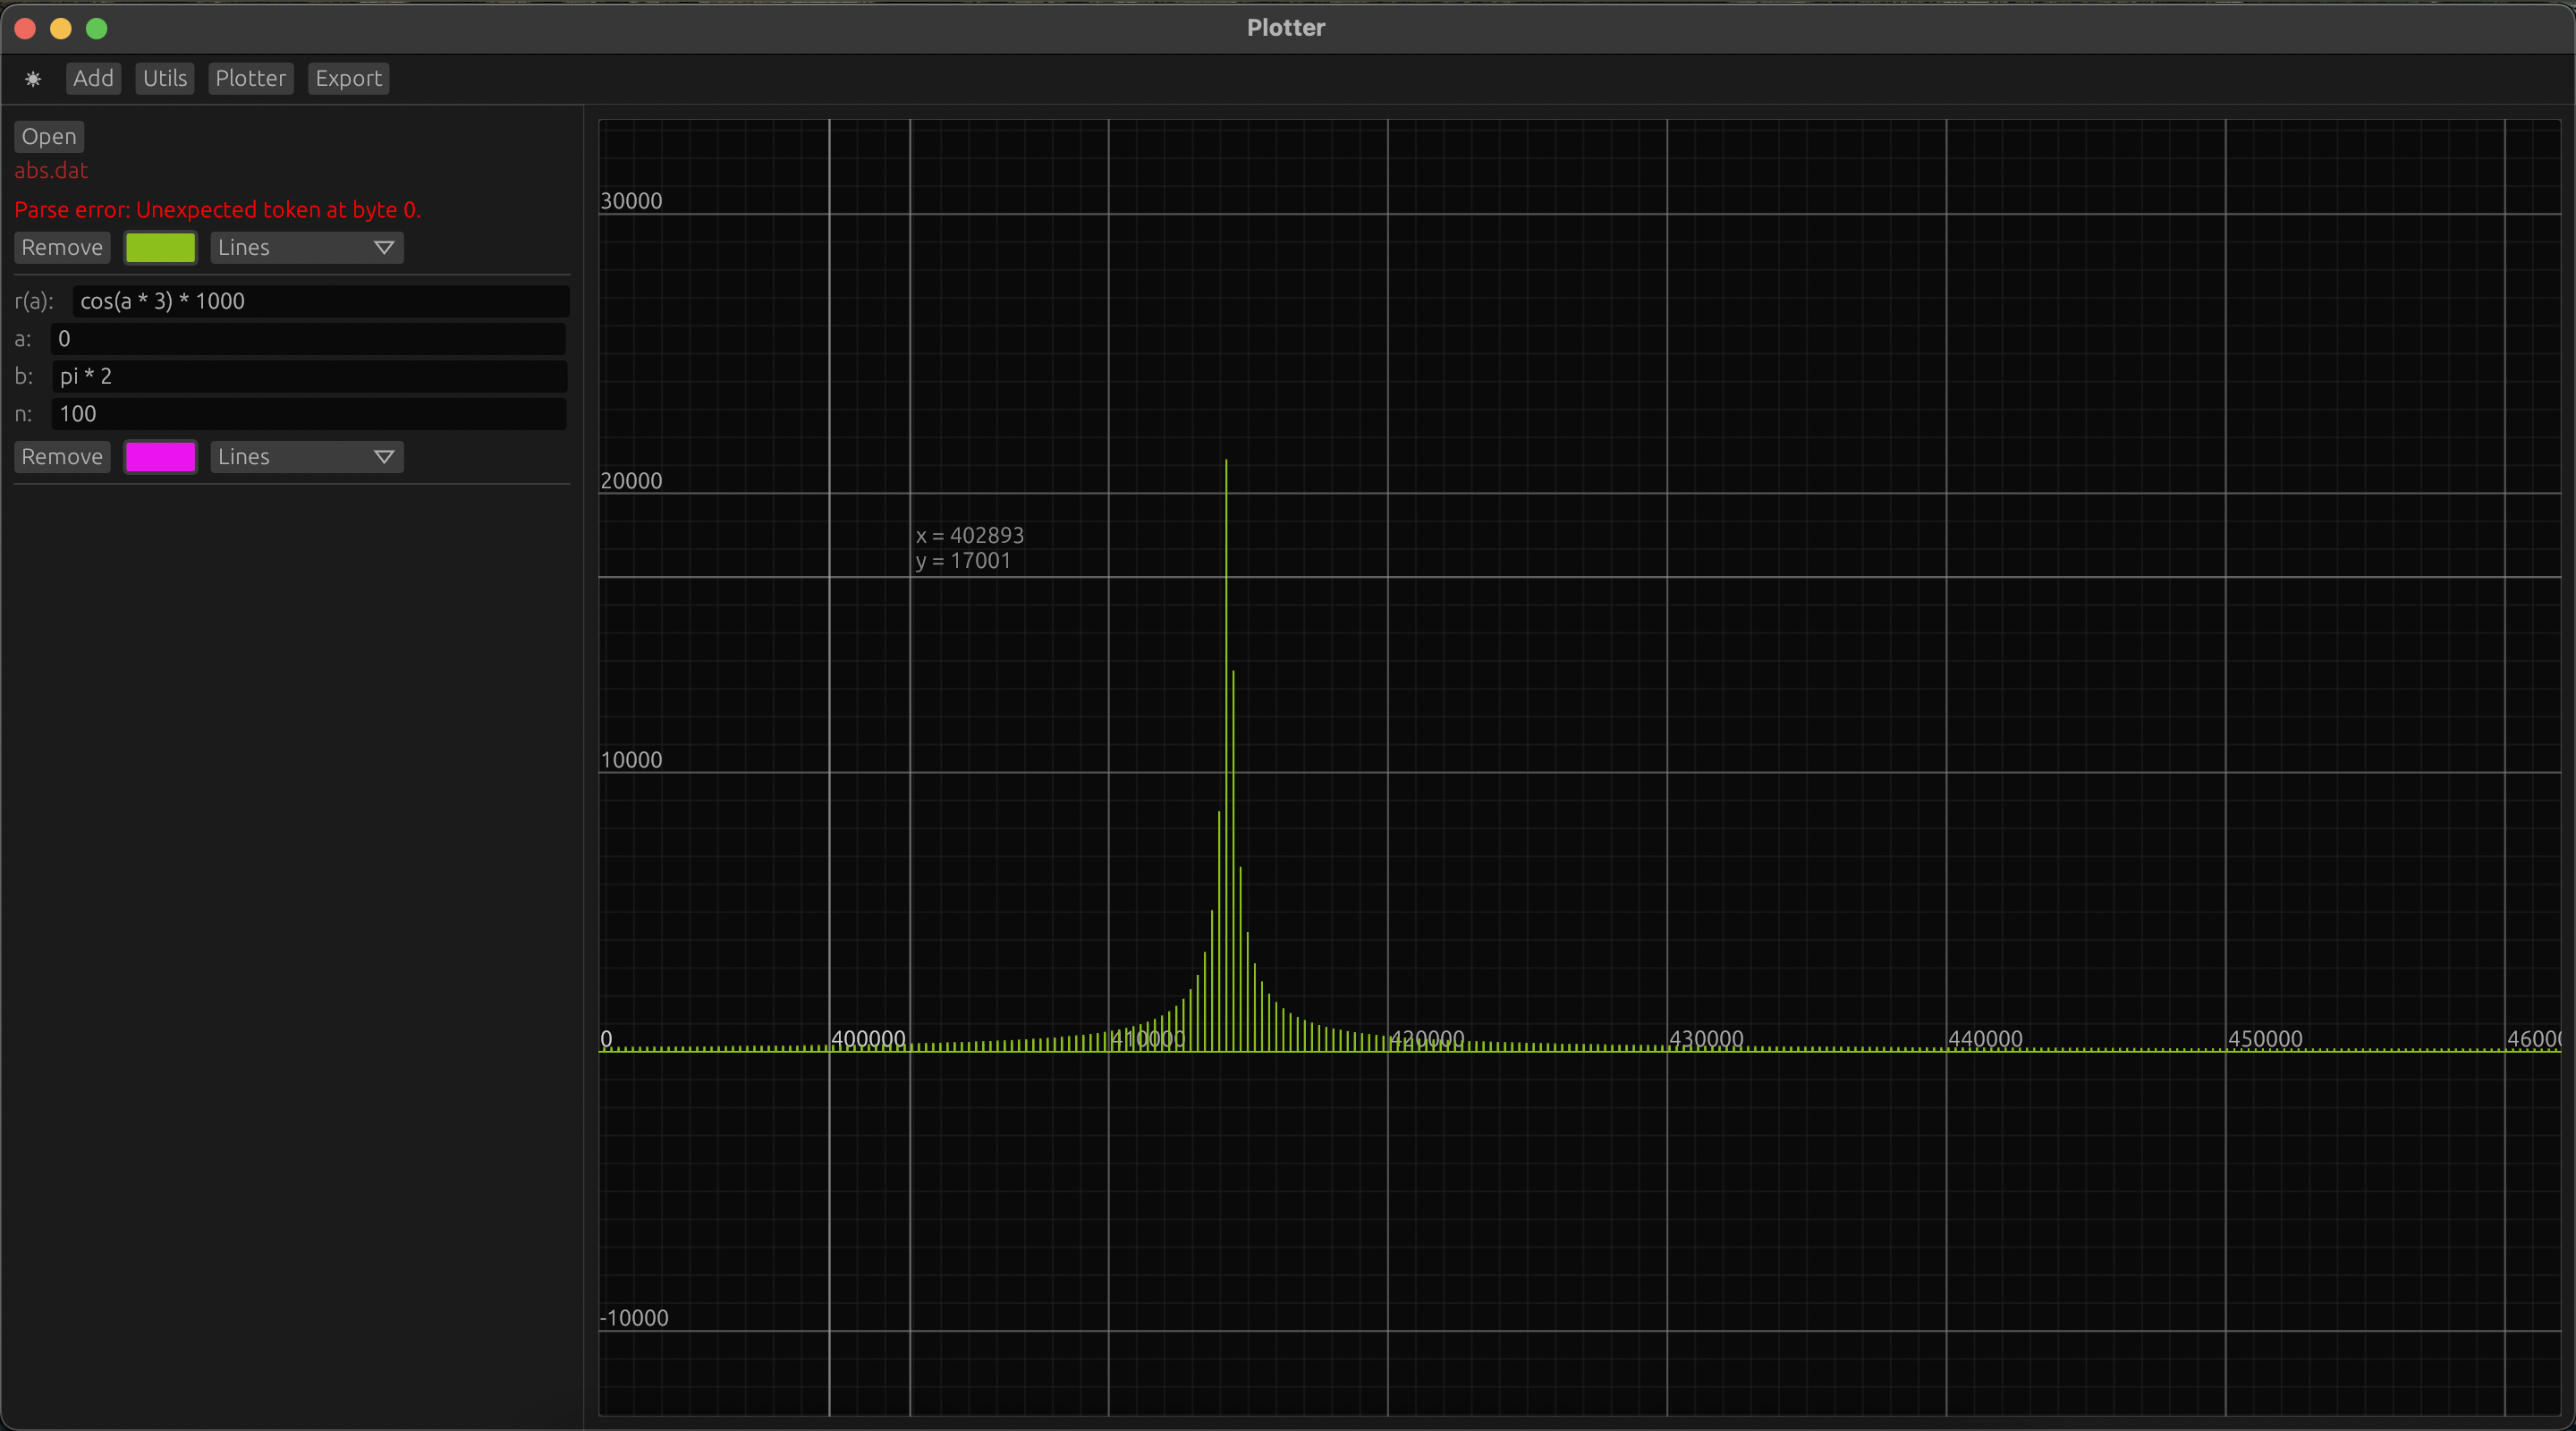 Plotter
Add Utils Plotter Export
Open
abs.dat
Parse error: Unexpected token at byte 0.
Remove Lines
r(a): cos(a * 3) * 1000
a: 0
b: pi * 2
n: 100
Remove Lines
30000
20000
x = 402893
y = 17001
10000
0 400000 410000 420000 430000 440000 450000 4600
-10000